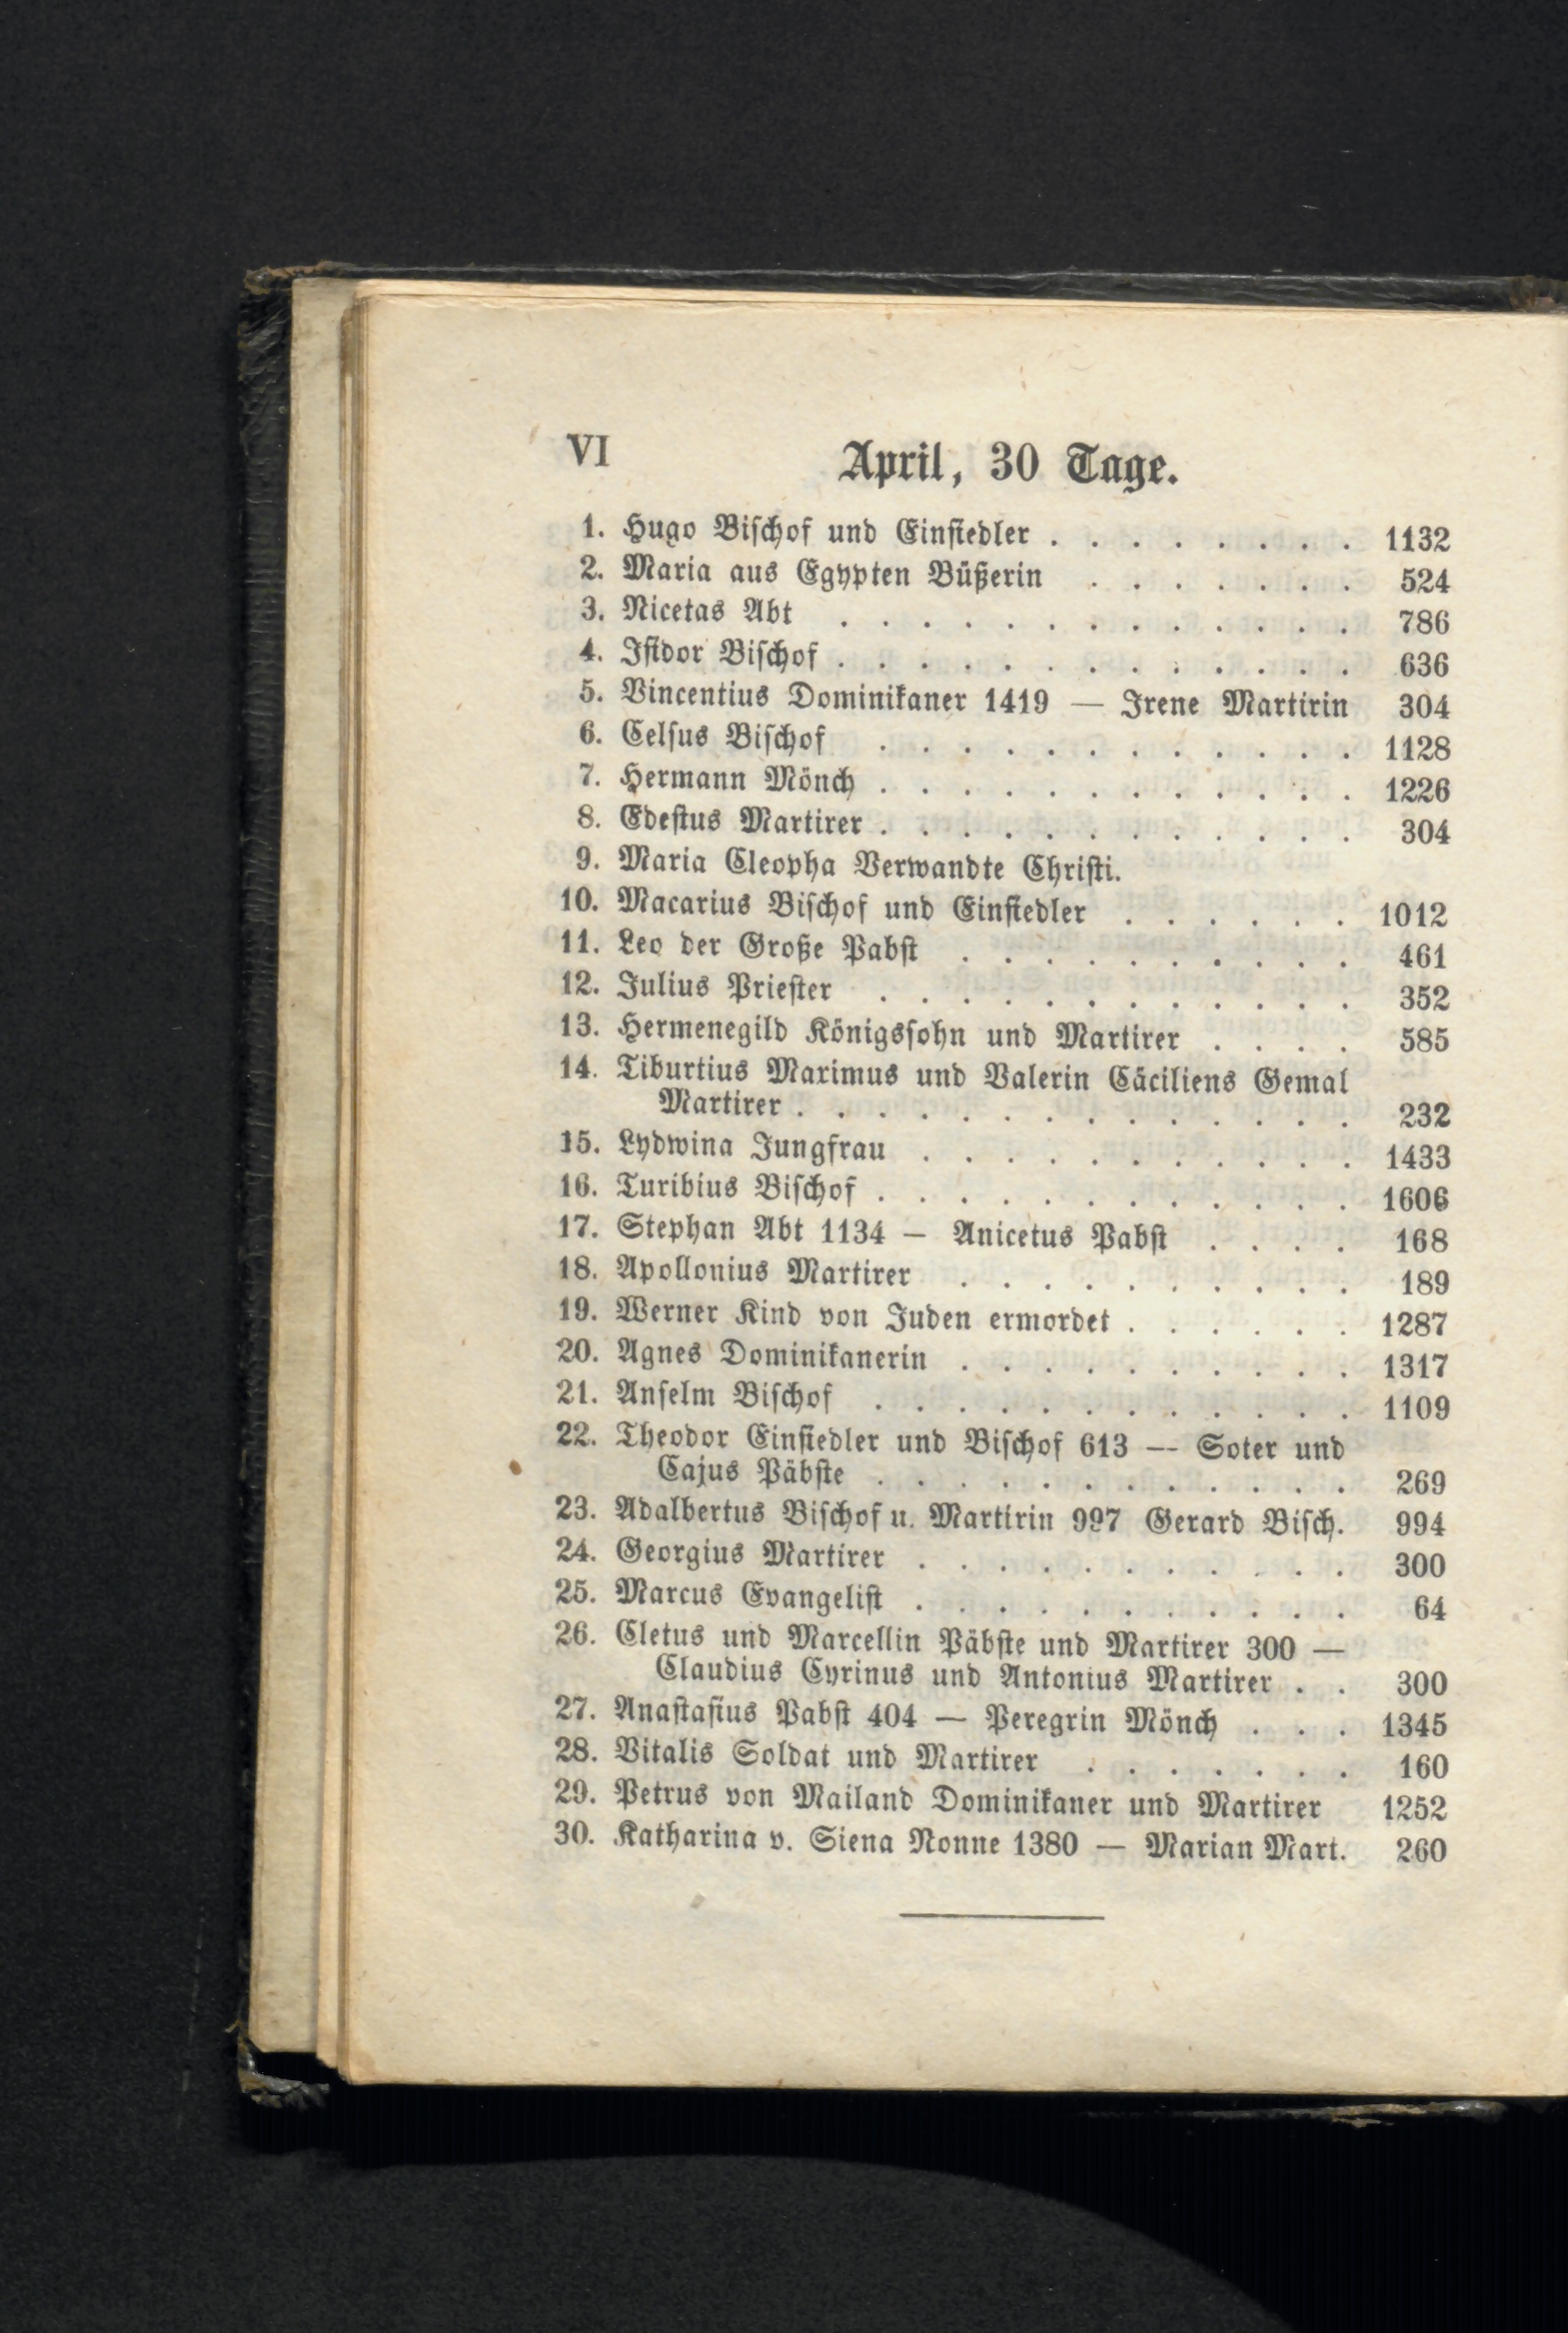 VI
April, 30 Tage.
1. Hugo Bischof und Einsiedler . . . . . . . . 1132
2. Maria aus Egypten Büßerin . . . . . . . 524
3. Nicetas Abt . . . . . . . . . . . . . 786
4. Isidor Bischof . . . . . . . . . . . . . 636
5. Vincentius Dominikaner 1419 — Irene Martirin 304
6. Celsus Bischof . . . . . . . . . . . . 1128
7. Hermann Mönch . . . . . . . . . . . . 1226
8. Edesius Martirer . . . . . . . . . . . . 304
9. Maria Cleopha Verwandte Christi.
10. Macarius Bischof und Einsiedler . . . . . . 1012
11. Leo der Große Pabst . . . . . . . . . . 461
12. Julius Priester . . . . . . . . . . . . 352
13. Hermenegild Königssohn und Martirer . . . . 585
14. Tiburtius Maximus und Valerin Cäciliens Gemal
Martirer . . . . . . . . . . . . . . 232
15. Lydwina Jungfrau . . . . . . . . . . . 1433
16. Turibius Bischof . . . . . . . . . . . . 1606
17. Stephan Abt 1134 — Anicetus Pabst . . . . 168
18. Apollonius Martirer . . . . . . . . . . 189
19. Werner Kind von Juden ermordet . . . . . . 1287
20. Agnes Dominikanerin . . . . . . . . . . 1317
21. Anselm Bischof . . . . . . . . . . . . 1109
22. Theodor Einsiedler und Bischof 613 — Soter und
Cajus Päbste . . . . . . . . . . . . 269
23. Adalbertus Bischof u. Martirin 997 Gerard Bisch. 994
24. Georgius Martirer . . . . . . . . . . . 300
25. Marcus Evangelist . . . . . . . . . . . 64
26. Cletus und Marcellin Päbste und Martirer 300 —
Claudius Cyrinus und Antonius Martirer . . 300
27. Anastasius Pabst 404 — Peregrin Mönch . . . 1345
28. Vitalis Soldat und Martirer . . . . . . . 160
29. Petrus von Mailand Dominikaner und Martirer 1252
30. Katharina v. Siena Nonne 1380 — Marian Mart. 260